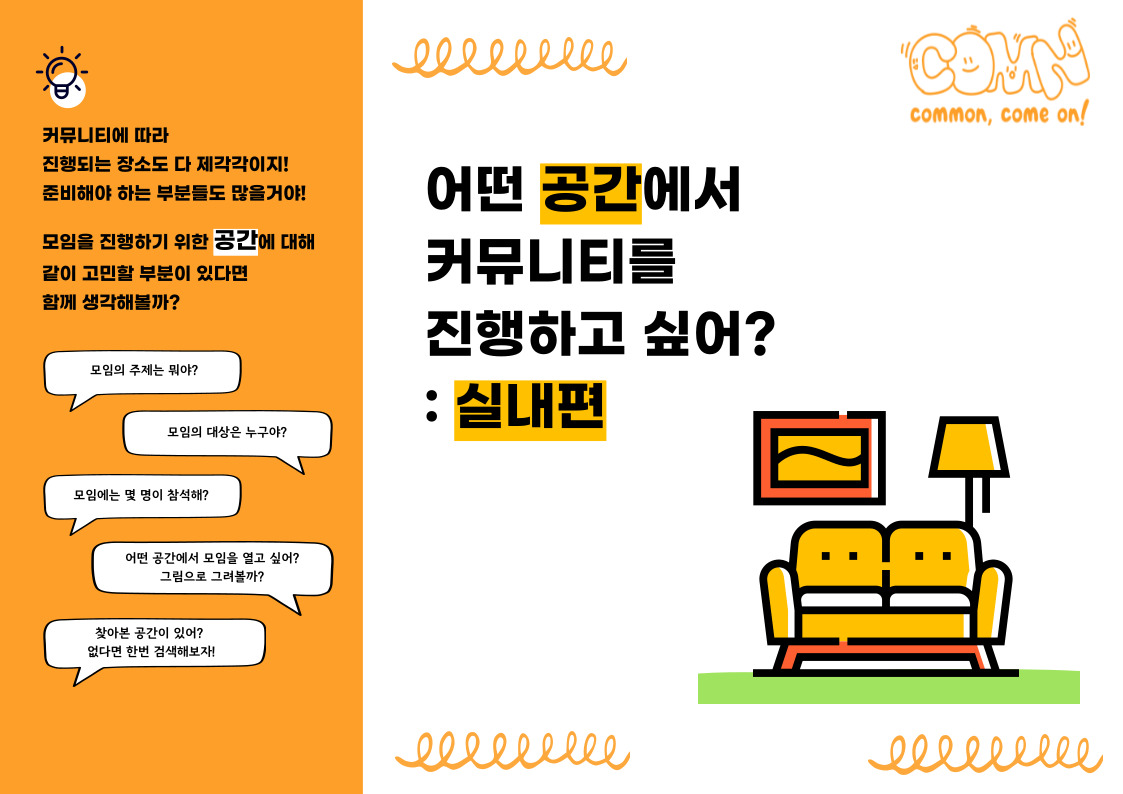 커뮤니티에 따라
진행되는 장소도 다 제각각이지!
준비해야 하는 부분들도 많을거야!
모임을 진행하기 위한 공간에 대해
같이 고민할 부분이 있다면
함께 생각해볼까?
모임의 주제는 뭐야?
모임의 대상은 누구야?
모임에는 몇 명이 참석해?
어떤 공간에서 모임을 열고 싶어?
그림으로 그려볼까?
찾아본 공간이 있어?
없다면 한번 검색해보자!
COMN
common, come on!
어떤 공간에서
커뮤니티를
진행하고 싶어?
: 실내편